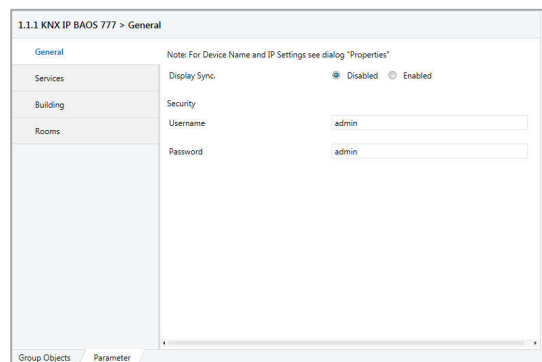 1.1.1 KNX IP BAOS 777 > General
General
Services
Building
Rooms
Note: For Device Name and IP Settings see dialog "Properties"
Display Sync. Disabled Enabled
Security
Username admin
Password admin
Group Objects Parameter